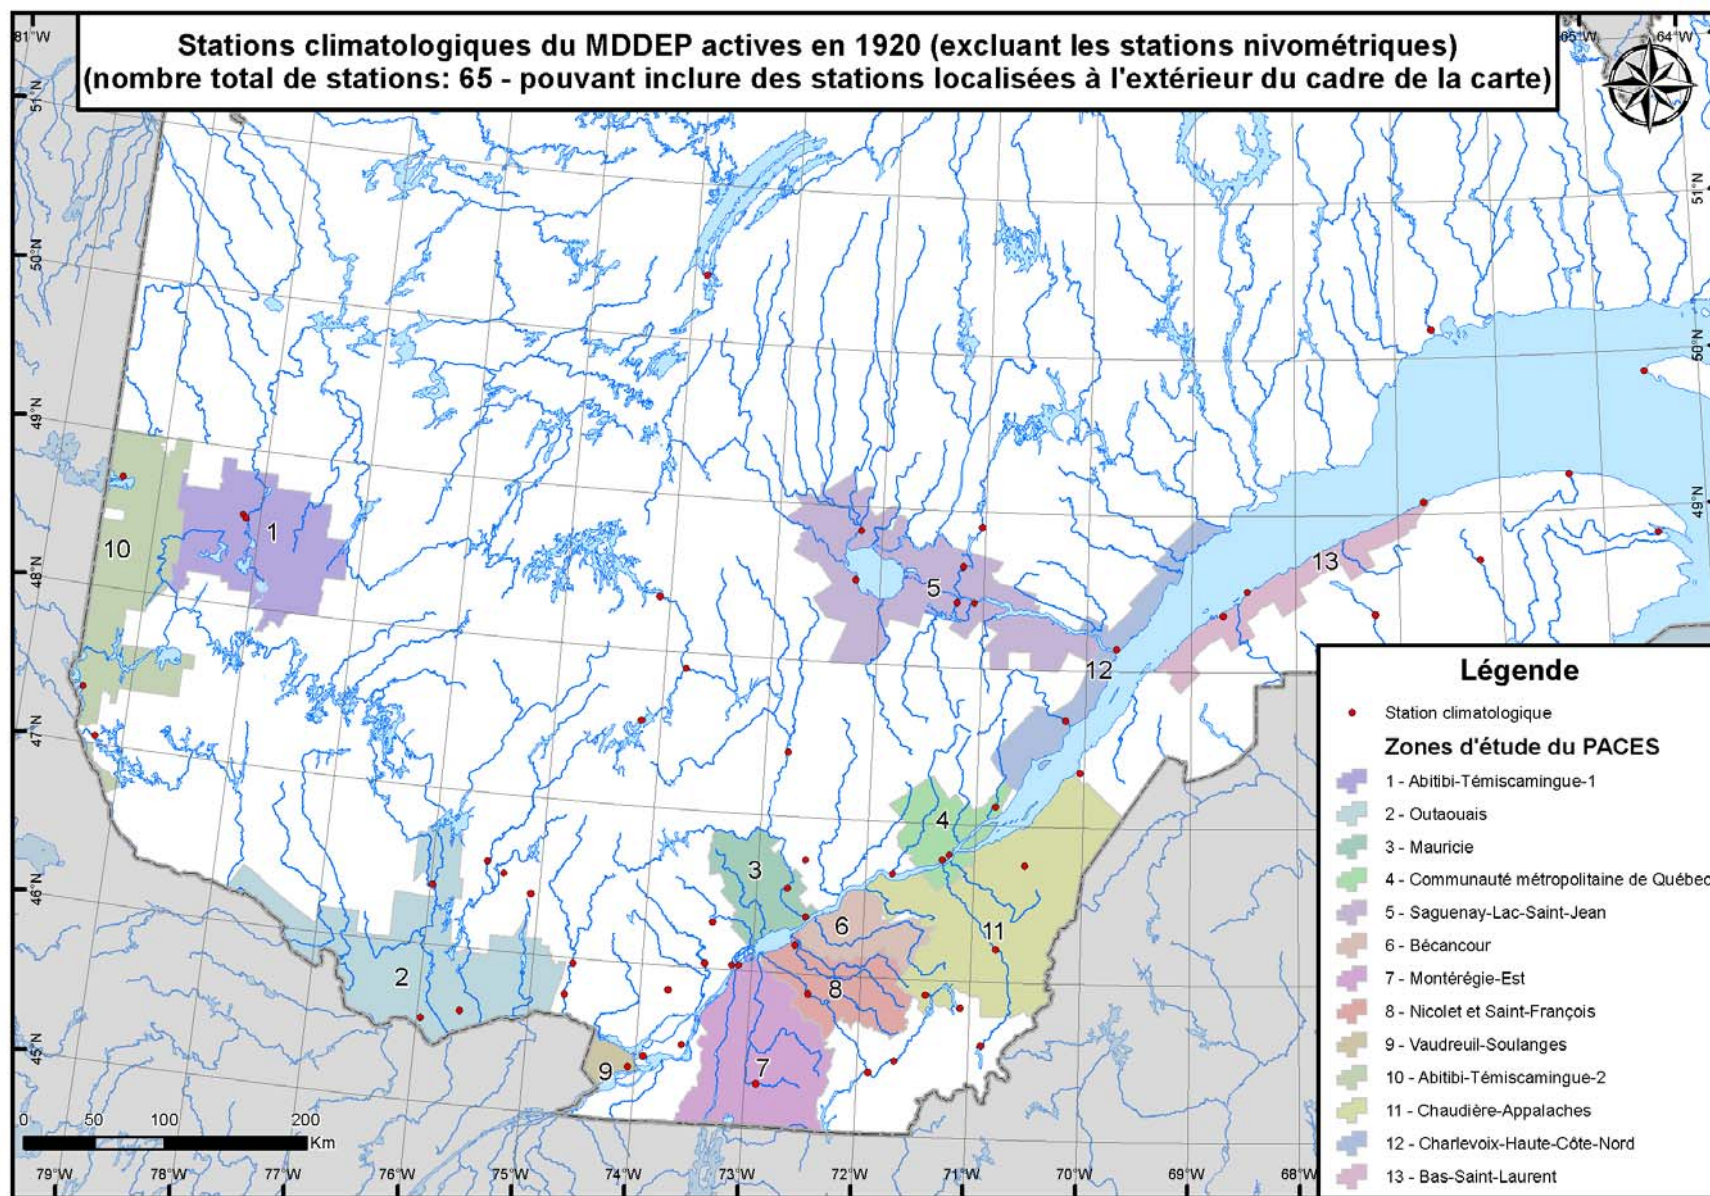 Stations climatologiques du MDDEP actives en 1920 (excluant les stations nivométriques)
(nombre total de stations: 65 - pouvant inclure des stations localisées à l'extérieur du cadre de la carte)
81°W
65°W
64°W
51°N
50°N
49°N
48°N
47°N
46°N
45°N
51°N
50°N
49°N
1
10
5
13
12
4
3
6
11
2
8
7
9
Légende
Station climatologique
Zones d'étude du PACES
1 - Abitibi-Témiscamingue-1
2 - Outaouais
3 - Mauricie
4 - Communauté métropolitaine de Québec
5 - Saguenay-Lac-Saint-Jean
6 - Bécancour
7 - Montérégie-Est
8 - Nicolet et Saint-François
9 - Vaudreuil-Soulanges
10 - Abitibi-Témiscamingue-2
11 - Chaudière-Appalaches
12 - Charlevoix-Haute-Côte-Nord
13 - Bas-Saint-Laurent
0 50 100 200
Km
79°W 78°W 77°W 76°W 75°W 74°W 73°W 72°W 71°W 70°W 69°W 68°W